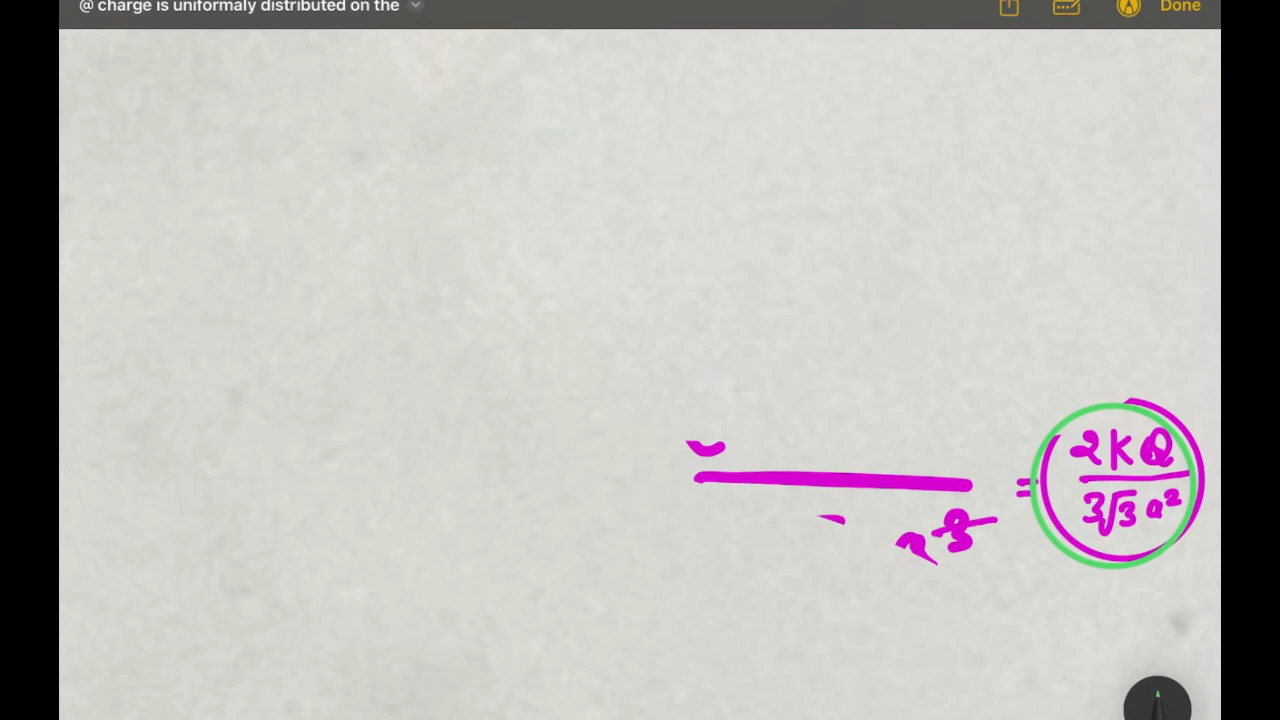 @ charge is uniformaly distributed on the
Done
= 2KQ
3√3 a²